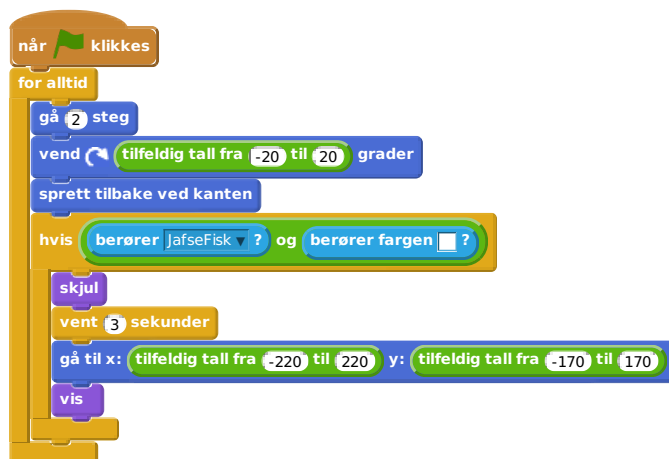 når klikkes
for alltid
gå 2 steg
vend tilfeldig tall fra -20 til 20 grader
sprett tilbake ved kanten
hvis berører JafseFisk ? og berører fargen ?
skjul
vent 3 sekunder
gå til x: tilfeldig tall fra -220 til 220 y: tilfeldig tall fra -170 til 170
vis